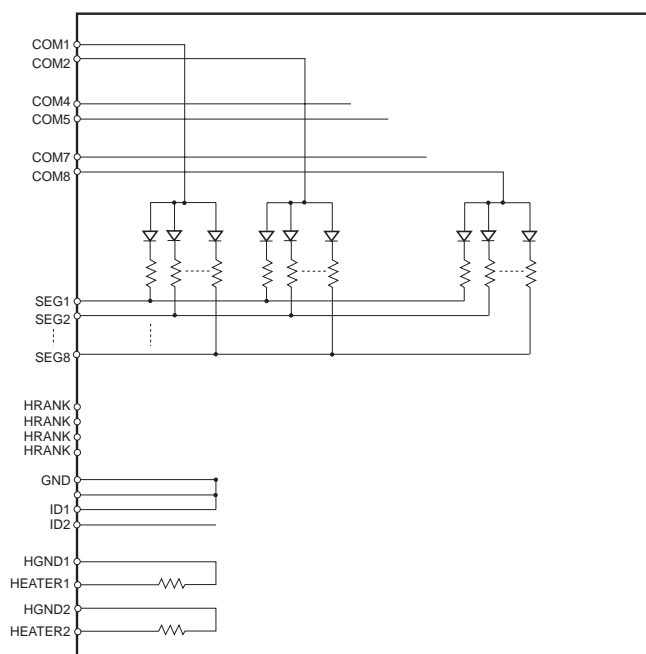 COM1
COM2
COM4
COM5
COM7
COM8
SEG1
SEG2
SEG8
HRANK
HRANK
HRANK
HRANK
GND
ID1
ID2
HGND1
HEATER1
HGND2
HEATER2